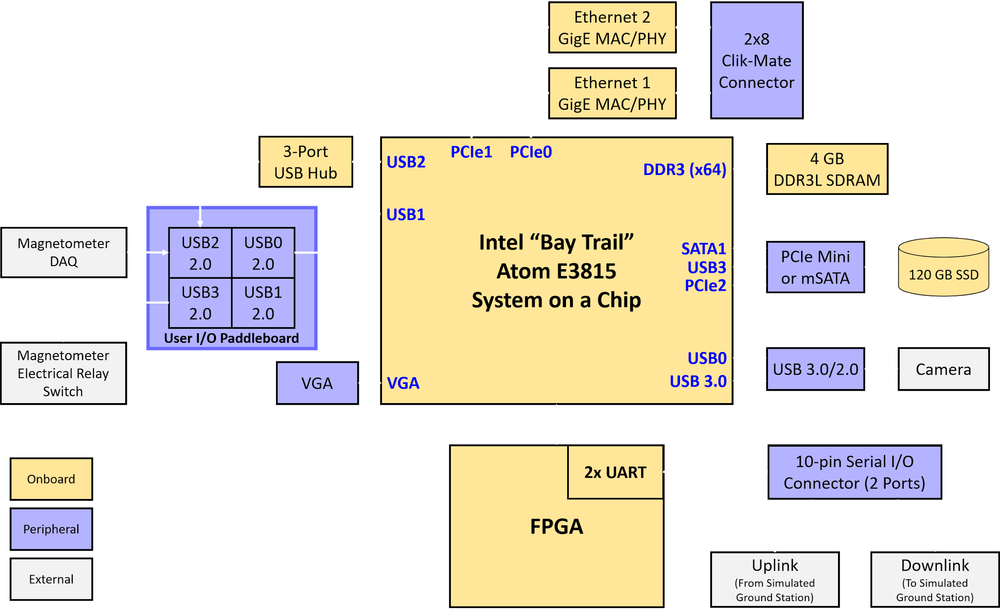 Ethernet 2
GigE MAC/PHY
2x8
Clik-Mate
Connector
Ethernet 1
GigE MAC/PHY
3-Port
USB Hub
USB2
PCIe1
PCIe0
DDR3 (x64)
4 GB
DDR3L SDRAM
USB1
Magnetometer
DAQ
USB2
2.0
USB0
2.0
USB3
2.0
USB1
2.0
User I/O Paddleboard
Intel “Bay Trail”
Atom E3815
System on a Chip
SATA1
USB3
PCIe2
PCIe Mini
or mSATA
120 GB SSD
Magnetometer
Electrical Relay
Switch
VGA
VGA
USB0
USB 3.0
USB 3.0/2.0
Camera
2x UART
FPGA
10-pin Serial I/O
Connector (2 Ports)
Onboard
Peripheral
External
Uplink
(From Simulated
Ground Station)
Downlink
(To Simulated
Ground Station)